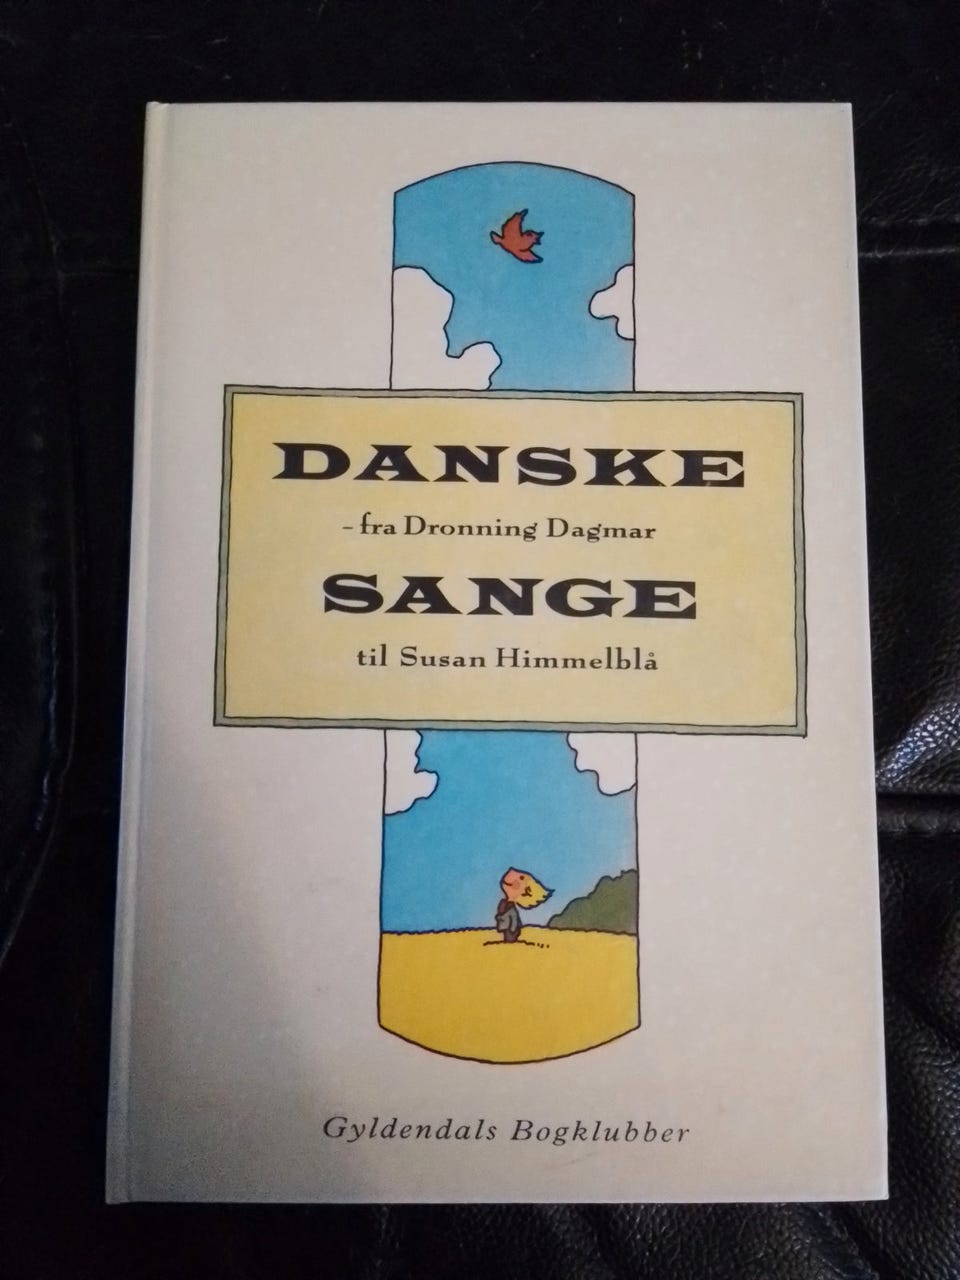 DANSKE
- fra Dronning Dagmar
SANGE
til Susan Himmelblå
Gyldendals Bogklubber